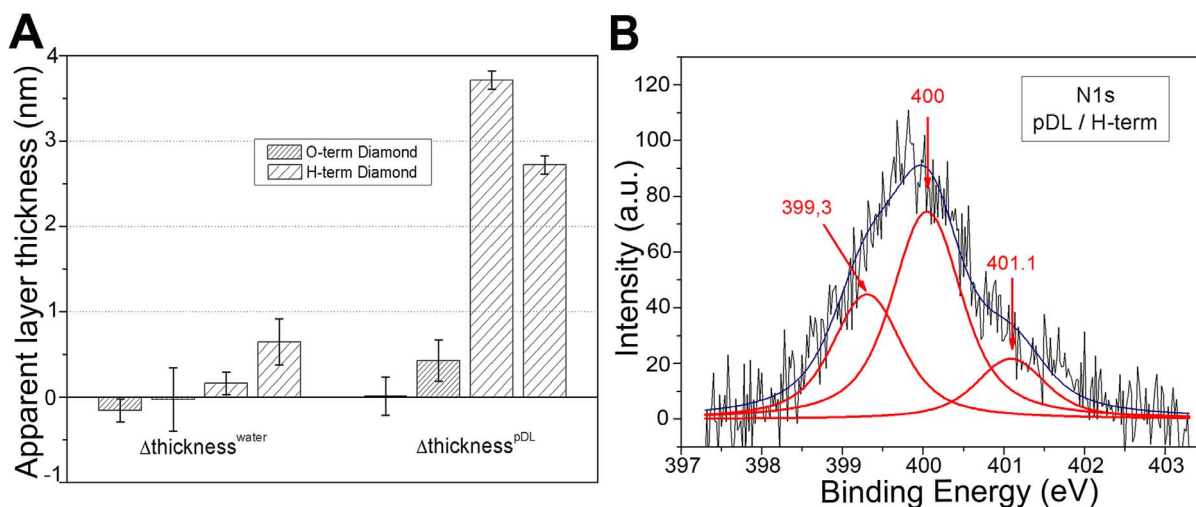 A
Apparent layer thickness (nm)
4
3
2
1
0
-1
O-term Diamond
H-term Diamond
Δthickness^water
Δthickness^pDL
B
Intensity (a.u.)
120
100
80
60
40
20
0
N1s
pDL / H-term
400
399,3
401.1
397
398
399
400
401
402
403
Binding Energy (eV)